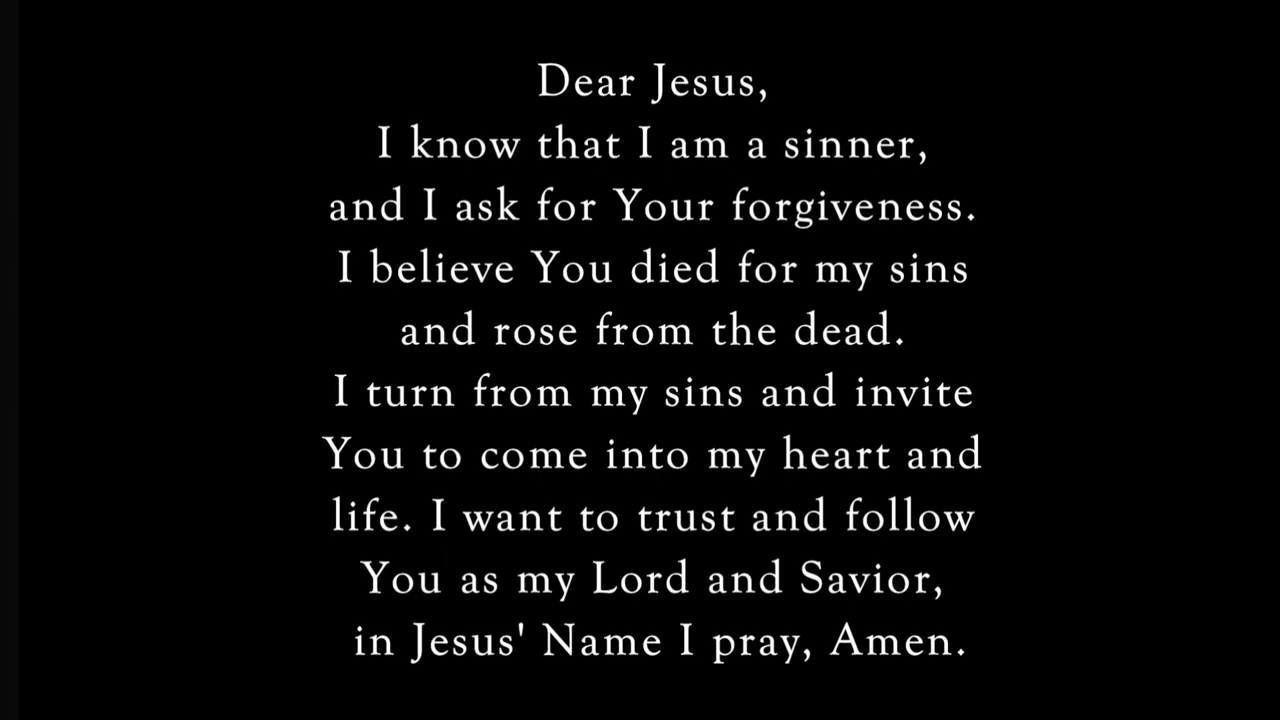 Dear Jesus,
I know that I am a sinner,
and I ask for Your forgiveness.
I believe You died for my sins
and rose from the dead.
I turn from my sins and invite
You to come into my heart and
life. I want to trust and follow
You as my Lord and Savior,
in Jesus' Name I pray, Amen.